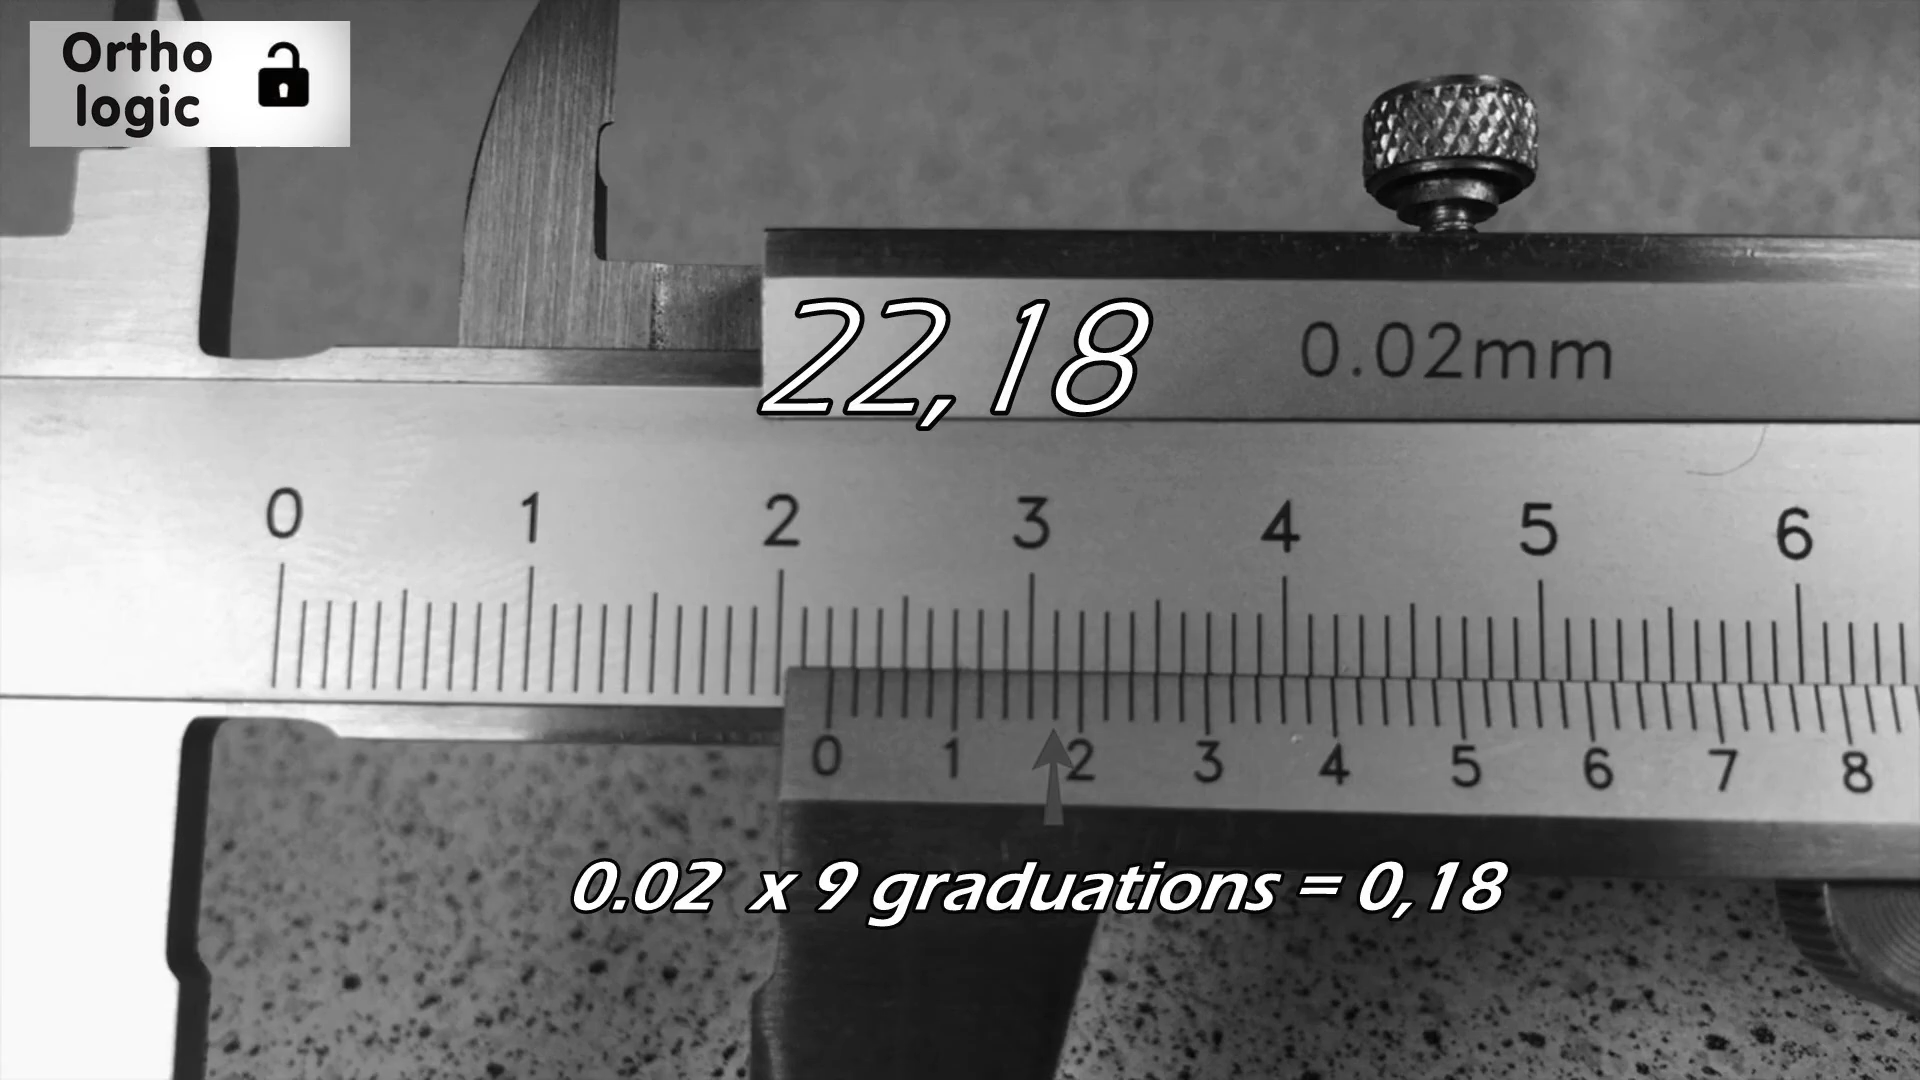 Ortho
logic
22,18
0.02mm
0 1 2 3 4 5 6
0 1 2 3 4 5 6 7 8
0.02 x 9 graduations = 0,18